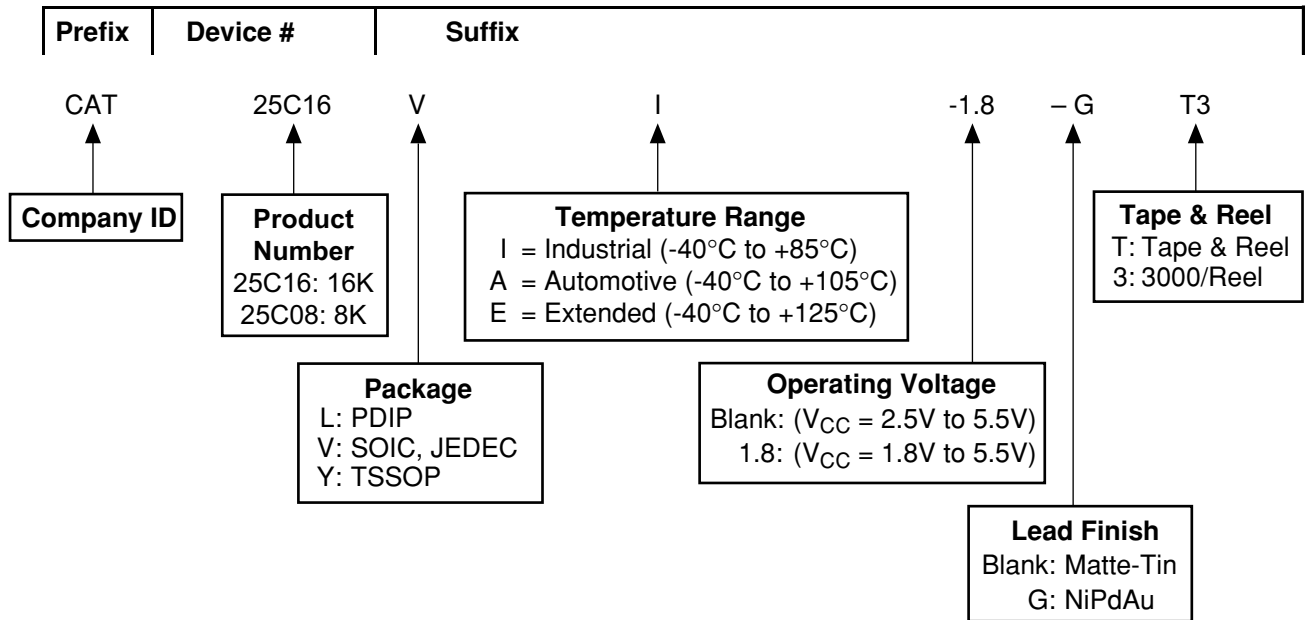 Prefix Device # Suffix
CAT 25C16 V I -1.8 – G T3
Company ID
Product
Number
25C16: 16K
25C08: 8K
Temperature Range
I = Industrial (-40°C to +85°C)
A = Automotive (-40°C to +105°C)
E = Extended (-40°C to +125°C)
Tape & Reel
T: Tape & Reel
3: 3000/Reel
Package
L: PDIP
V: SOIC, JEDEC
Y: TSSOP
Operating Voltage
Blank: (VCC = 2.5V to 5.5V)
1.8: (VCC = 1.8V to 5.5V)
Lead Finish
Blank: Matte-Tin
G: NiPdAu